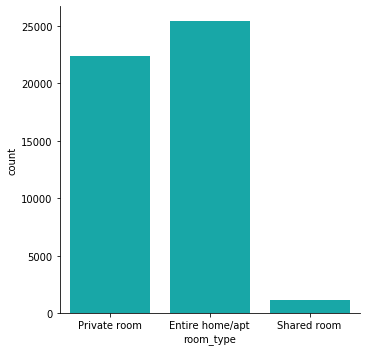 25000
20000
15000
10000
5000
0
count
Private room
Entire home/apt
Shared room
room_type